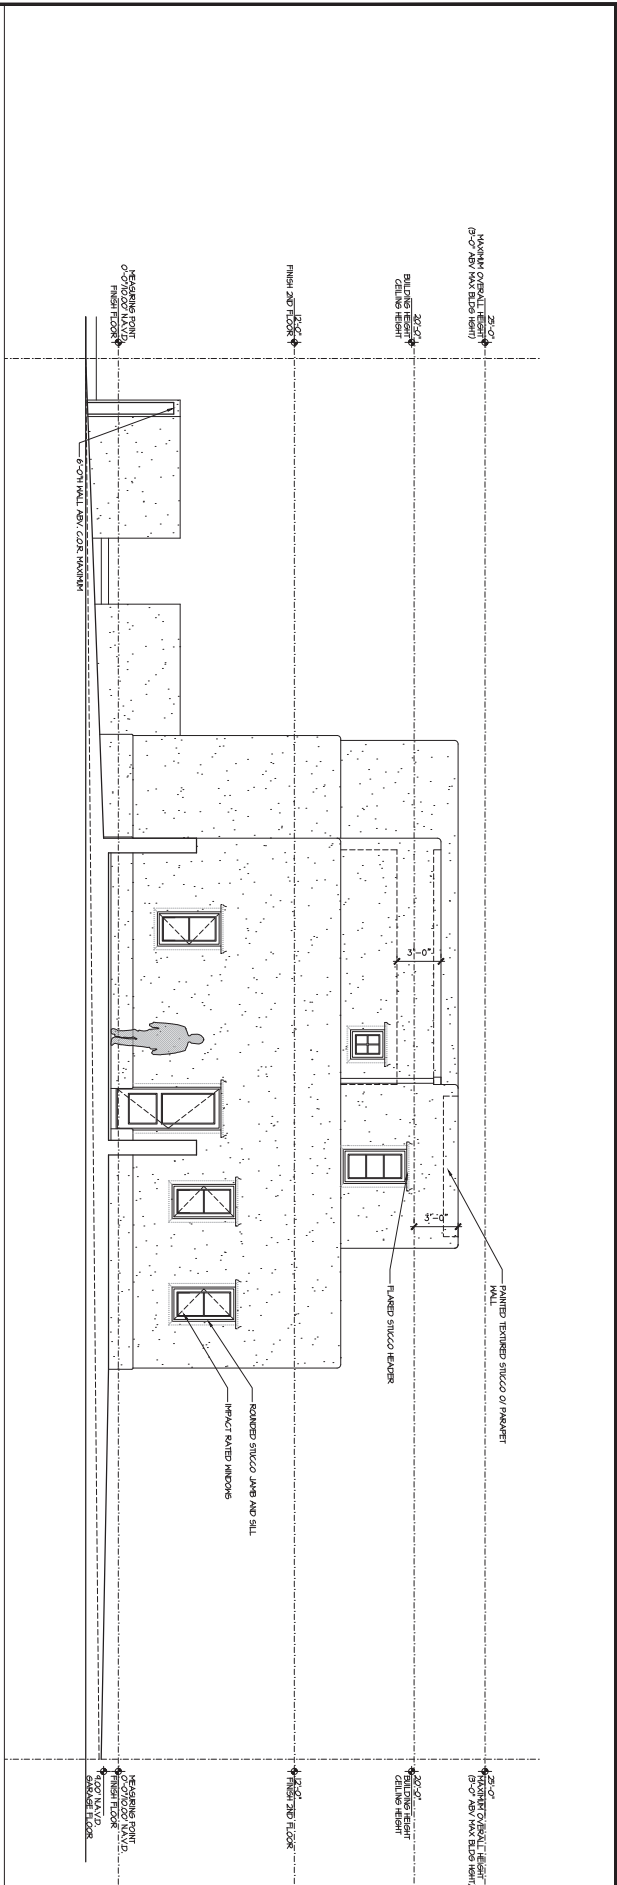 25'-0"
MAXIMUM OVERALL HEIGHT
(3'-0" ABV MAX BLDG HGHT)
20'-0"
BUILDING HEIGHT
CEILING HEIGHT
12'-0"
FINISH 2ND FLOOR
MEASURING POINT
FINISH FLOOR
6'-0"H WALL ABV. C.O.R. MAXIMUM
3'-0"
3'-0"
PAINTED TEXTURED STUCCO O/ PARAPET
WALL
FLARED STUCCO HEADER
ROUNDED STUCCO JAMB AND SILL
IMPACT RATED WINDOWS
25'-0"
MAXIMUM OVERALL HEIGHT
(3'-0" ABV MAX BLDG HGHT)
20'-0"
BUILDING HEIGHT
CEILING HEIGHT
12'-0"
FINISH 2ND FLOOR
MEASURING POINT
FINISH FLOOR
GARAGE FLOOR